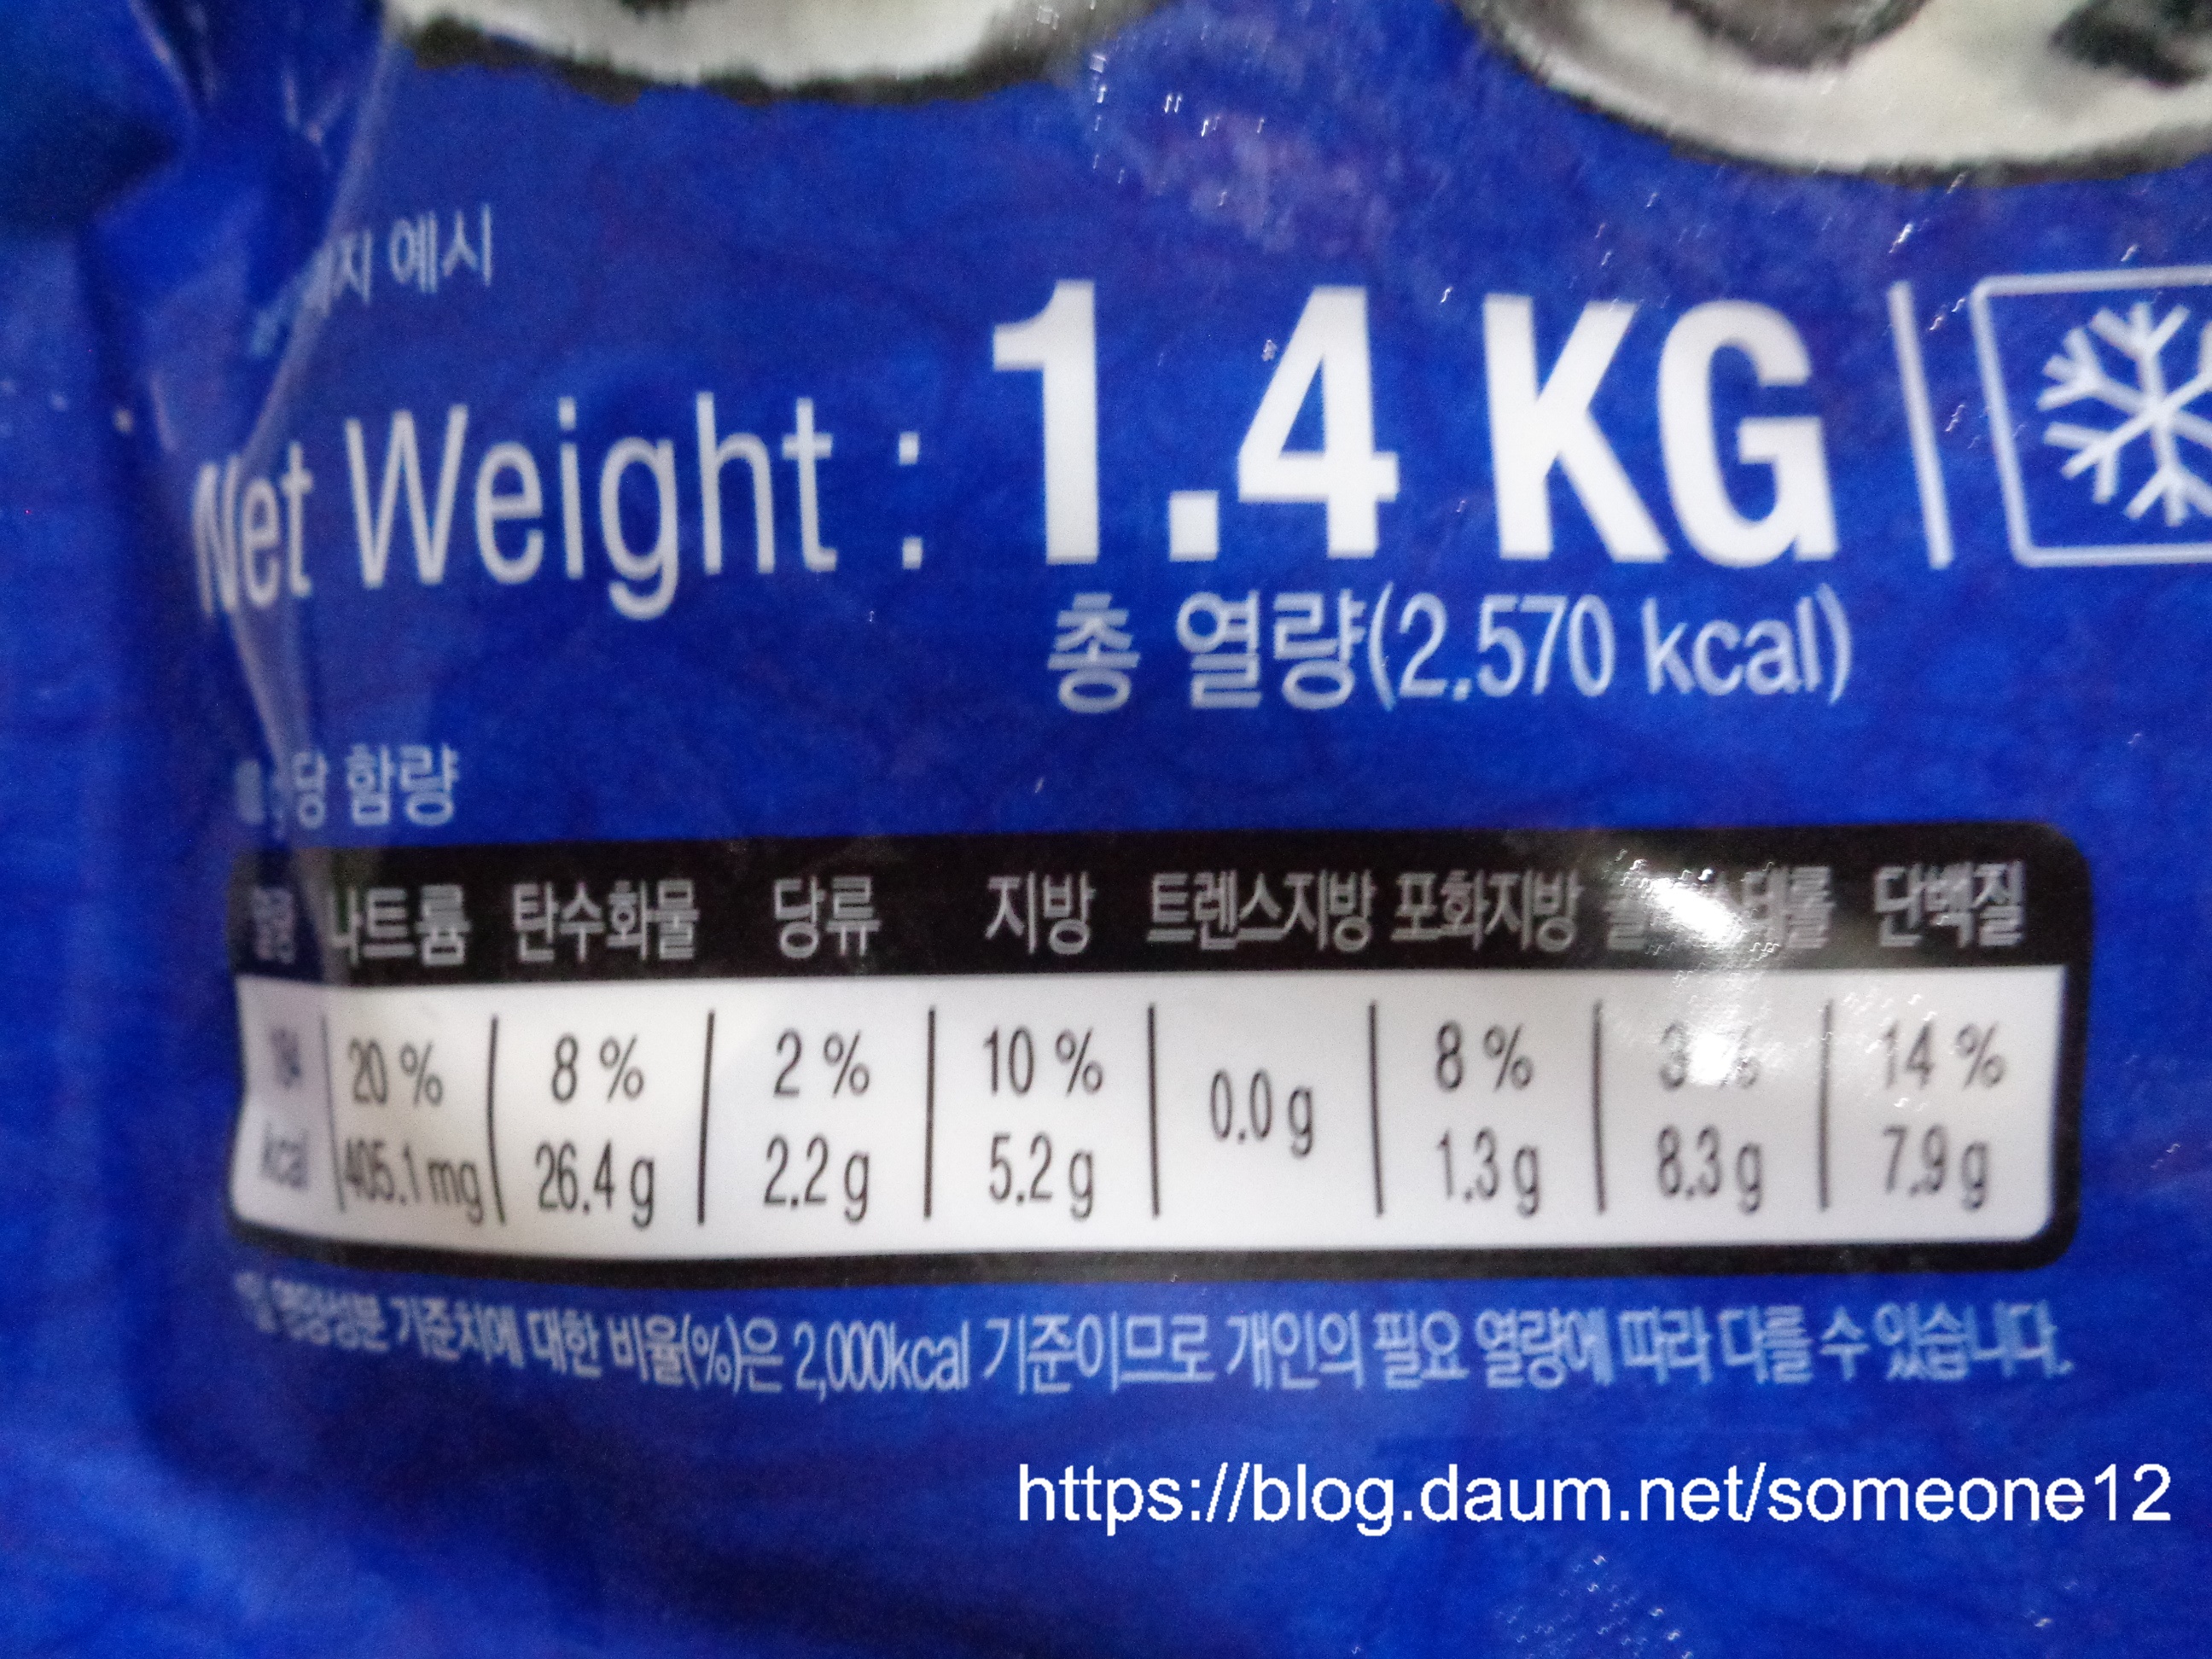 예시
Net Weight : 1.4 KG
총 열량(2,570 kcal)
당 함량
나트륨 탄수화물 당류 지방 트렌스지방 포화지방 단백질
20 % 8 % 2 % 10 % 0.0 g 8 % 14 %
kcal 405.1 mg 26.4 g 2.2 g 5.2 g 1.3 g 8.3 g 7.9 g
영양성분 기준치에 대한 비율(%)은 2,000kcal 기준이므로 개인의 필요 열량에 따라 다를 수 있습니다.
https://blog.daum.net/someone12